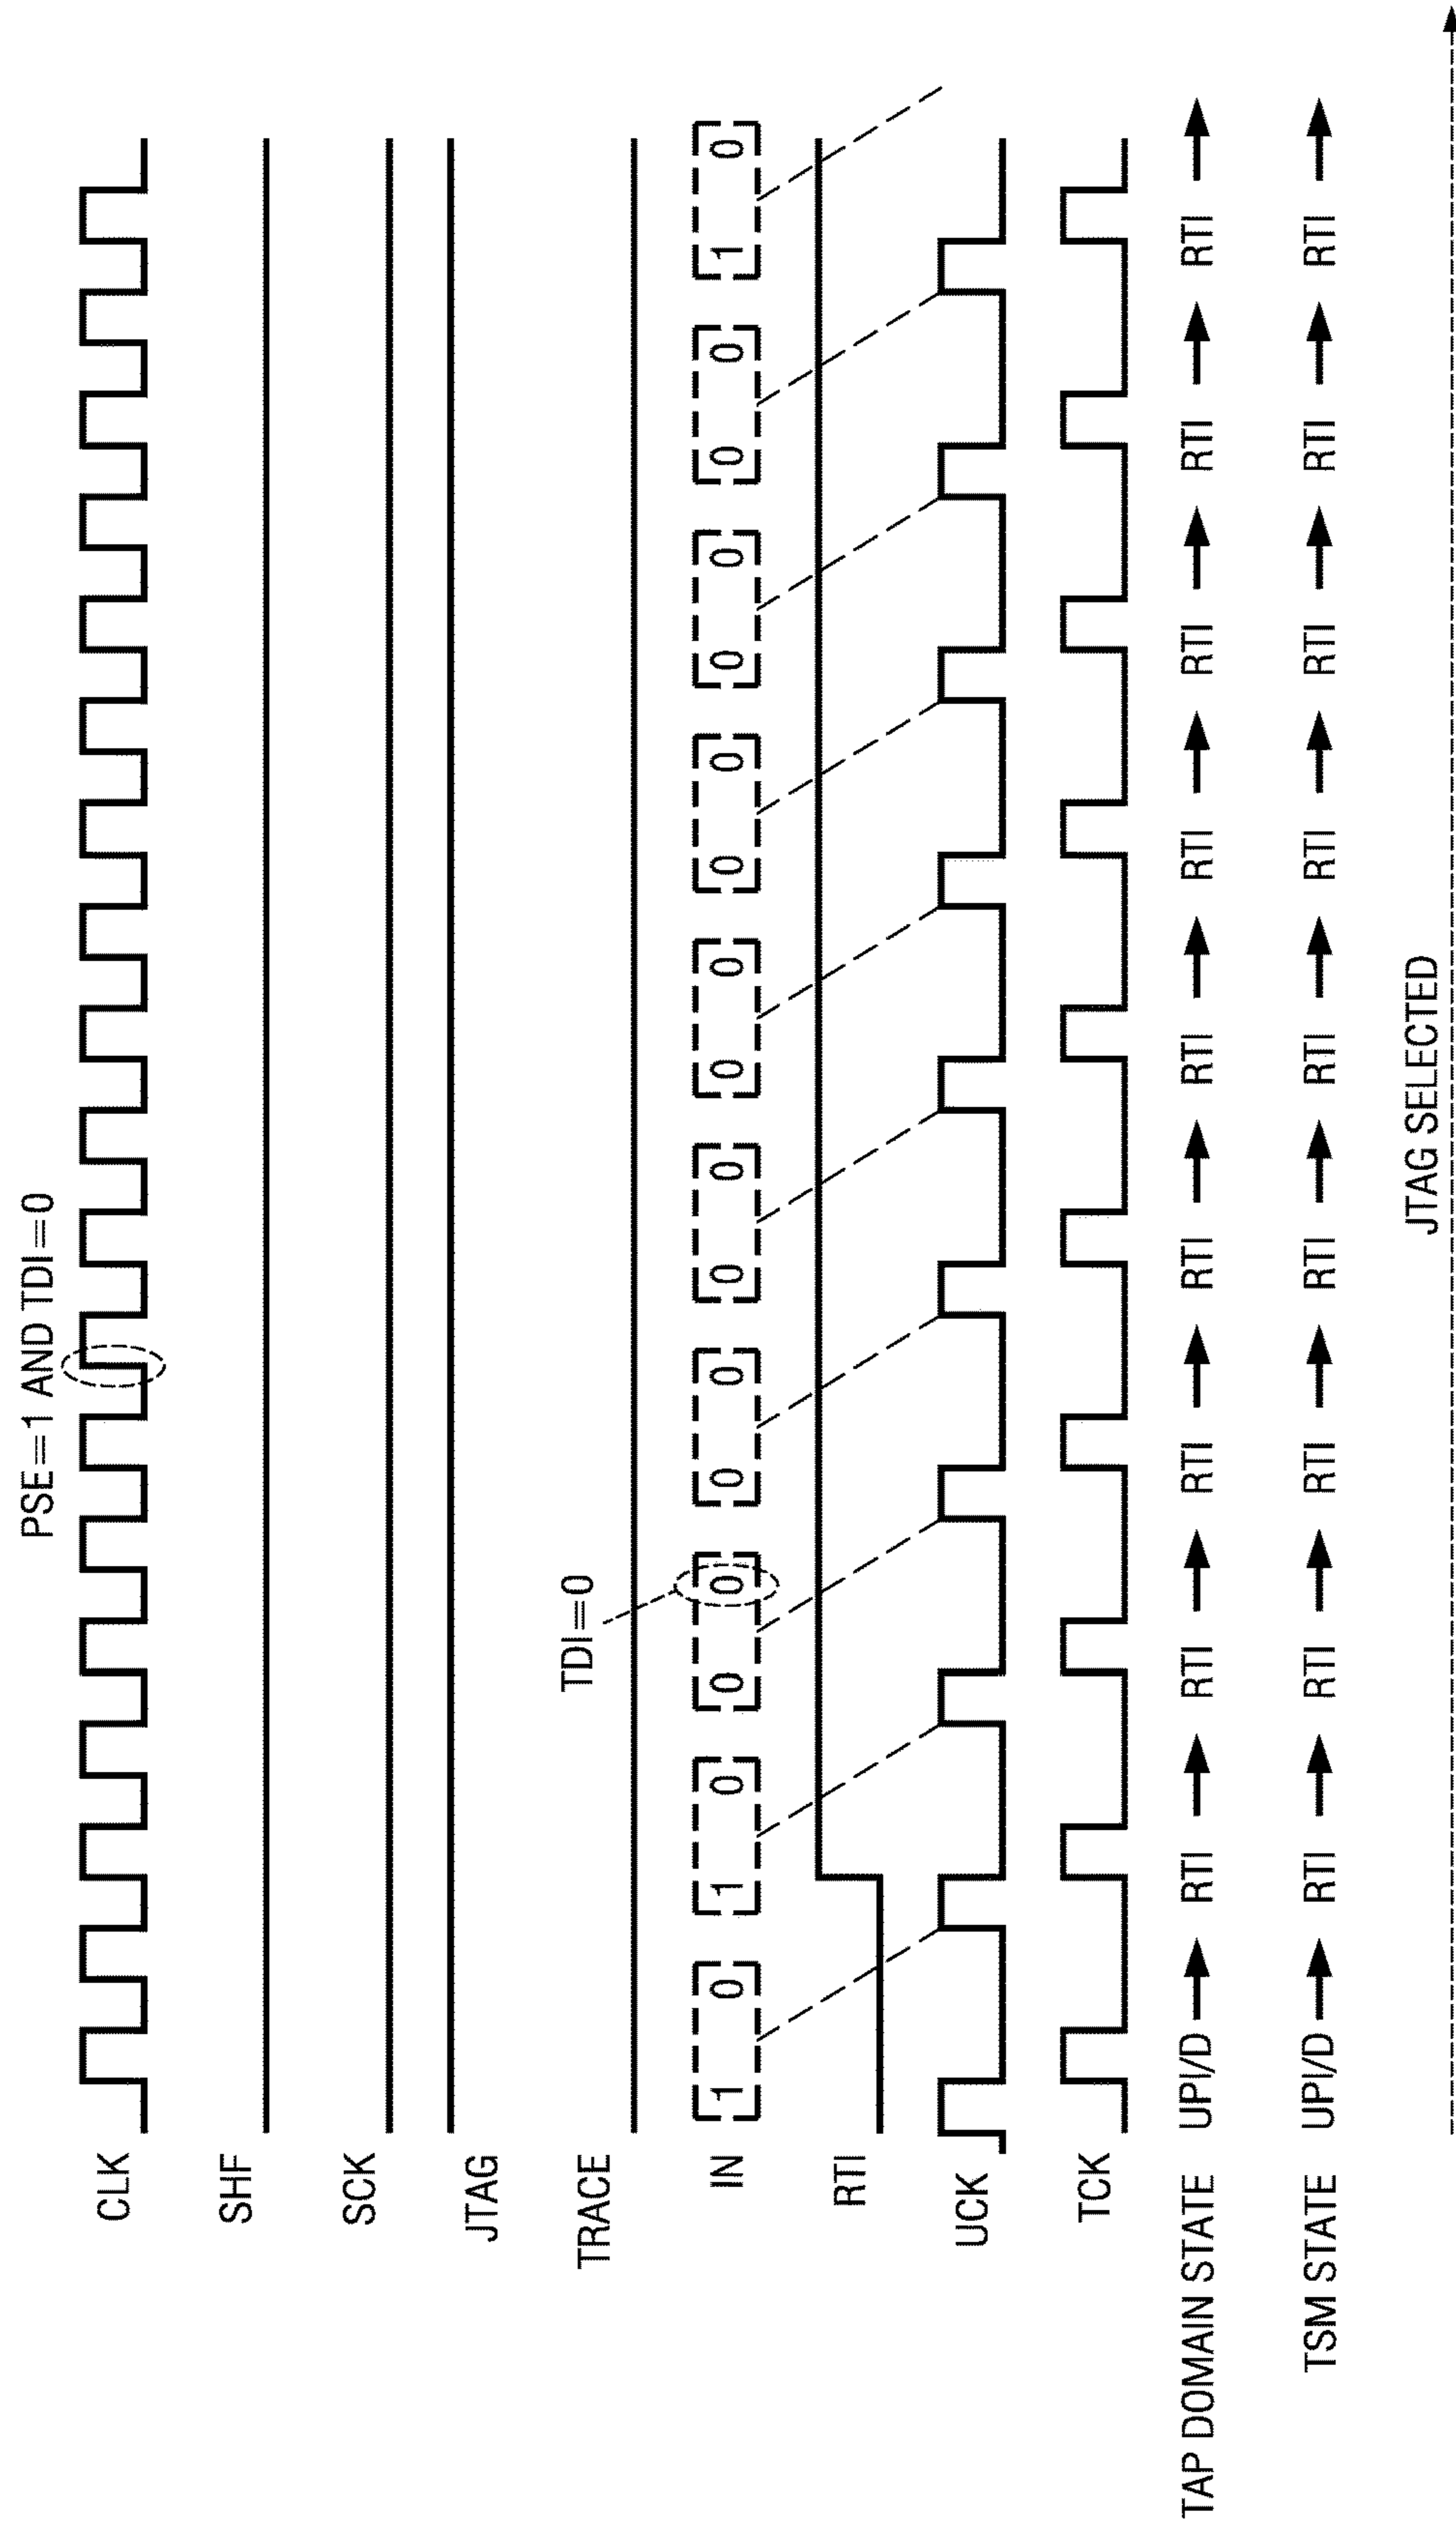 PSE=1 AND TDI=0
CLK
SHF
SCK
JTAG
TDI=0
TRACE
IN 1 0 1 0 0 0 0 0 0 0 0 0 0 0 0 0 0 0 1 0
RTI
UCK
TCK
TAP DOMAIN STATE UPI/D RTI RTI RTI RTI RTI RTI RTI RTI RTI
TSM STATE UPI/D RTI RTI RTI RTI RTI RTI RTI RTI RTI
JTAG SELECTED